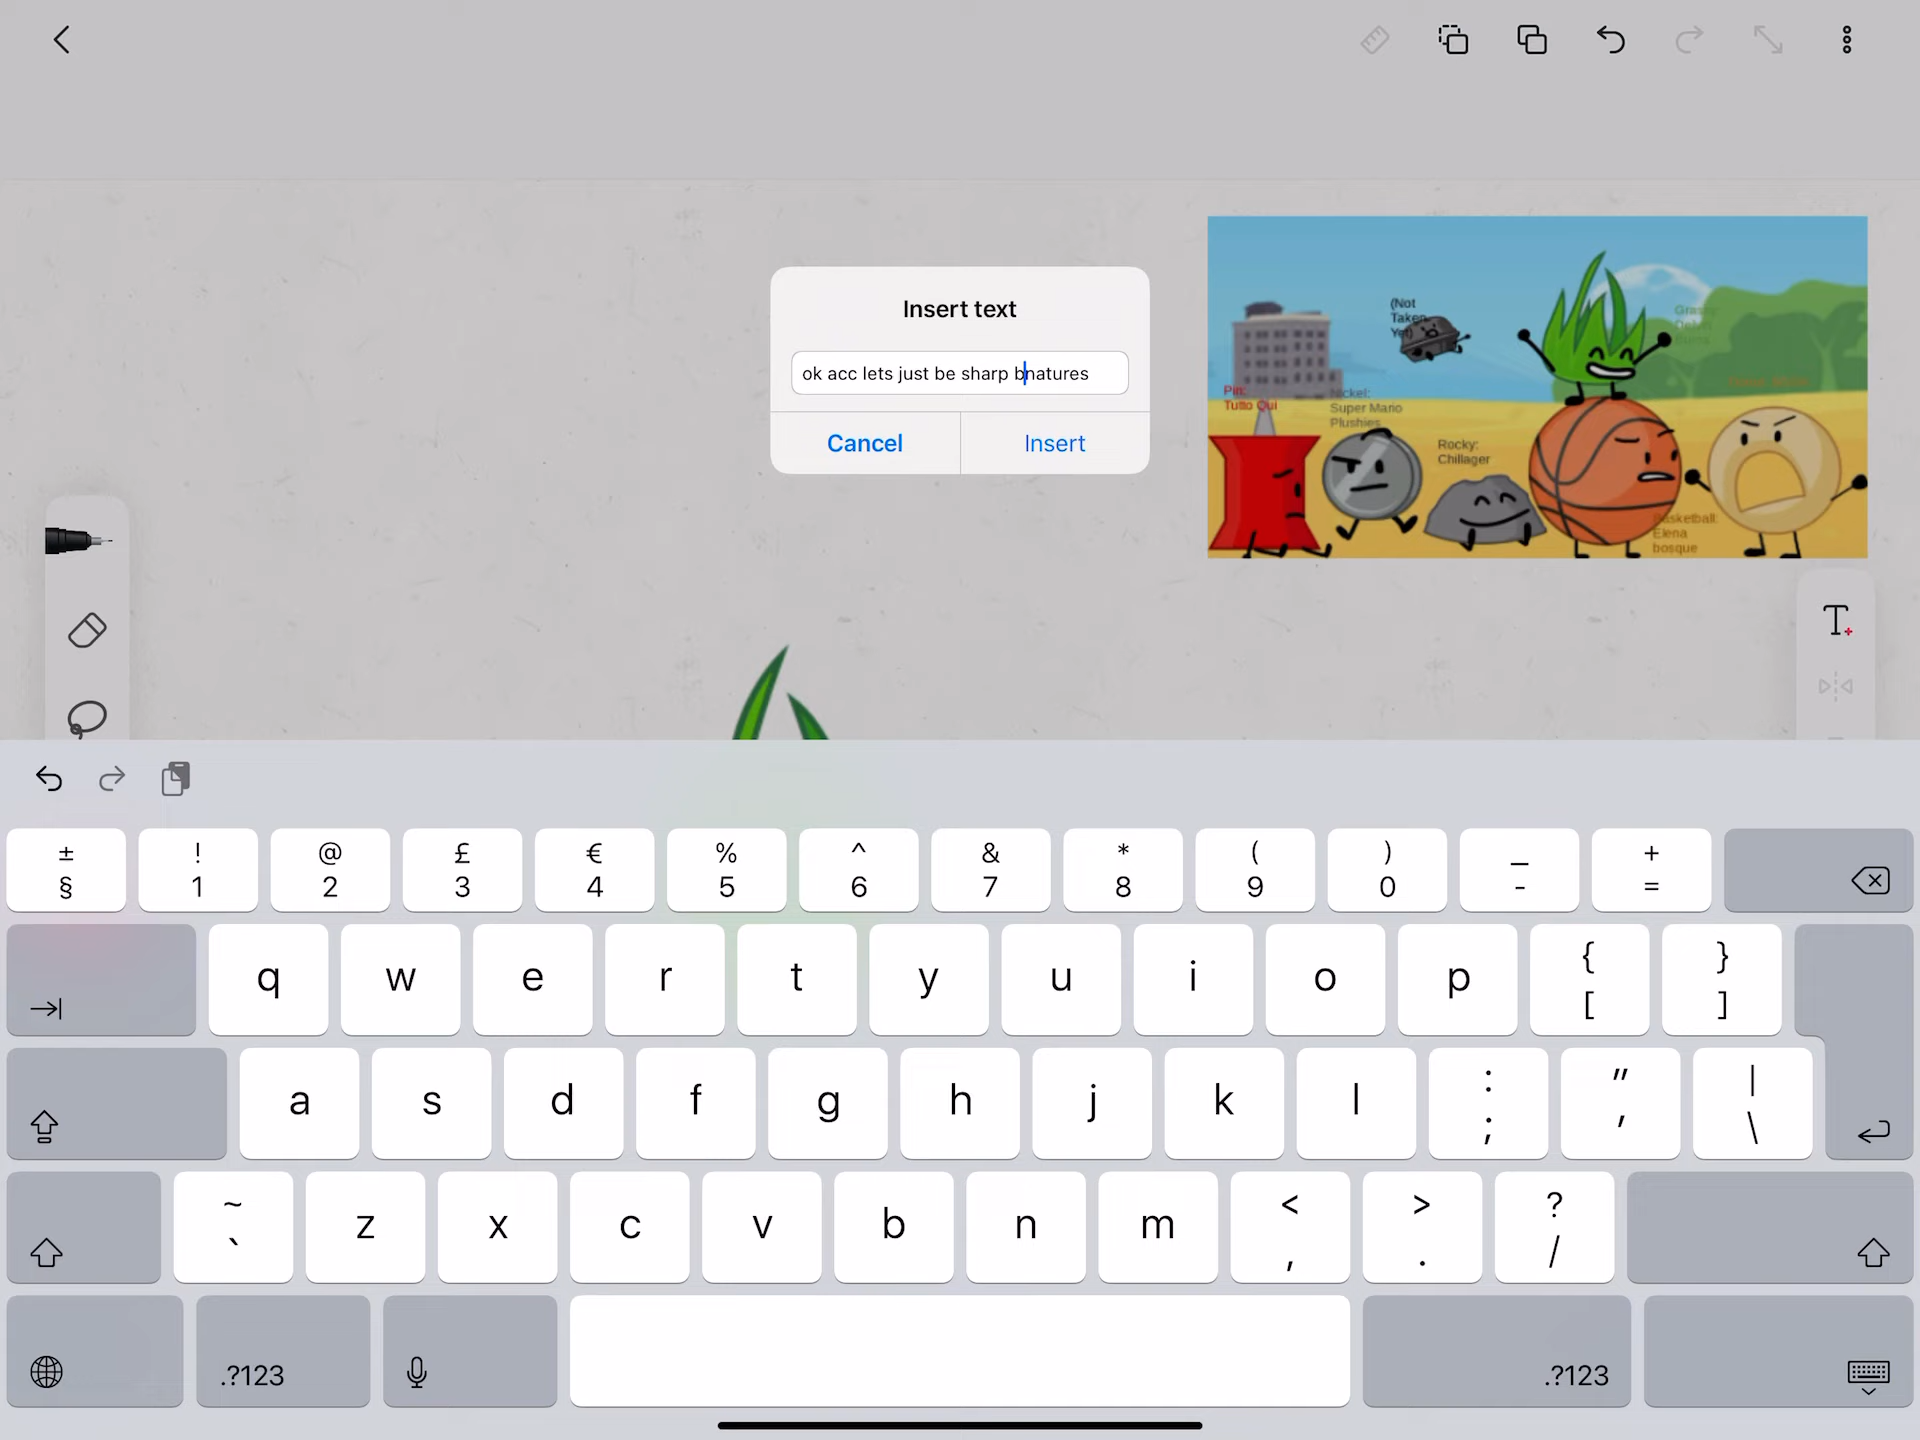 Insert text
ok acc lets just be sharp bnatures
Cancel
Insert
(Not
Taken
Yet)
Grassy:
Pin:
Tutto Qui
Nickel:
Super Mario
Plushies
Rocky:
Chillager
Basketball:
Elena
bosque
± ! @ £ € % ^ & * ( ) _ +
§ 1 2 3 4 5 6 7 8 9 0 - =
q w e r t y u i o p { }
[ ]
a s d f g h j k l : " |
; ' \
~ z x c v b n m < > ?
` , . /
.?123 .?123